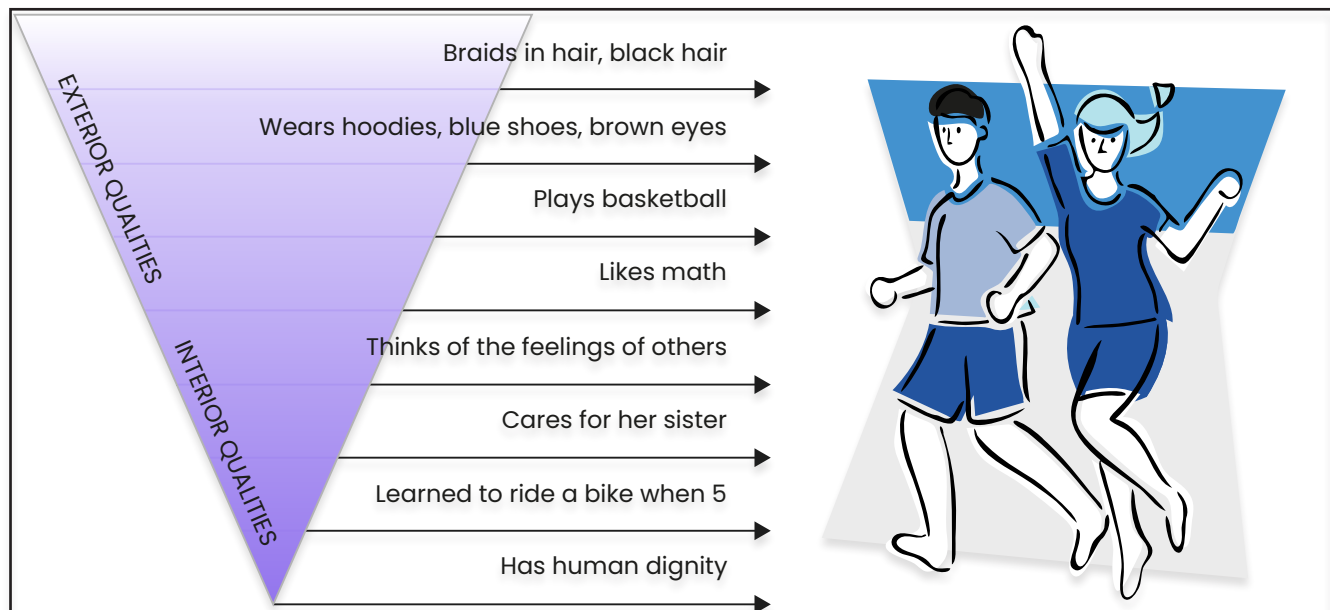 Braids in hair, black hair
Wears hoodies, blue shoes, brown eyes
Plays basketball
Likes math
Thinks of the feelings of others
Cares for her sister
Learned to ride a bike when 5
Has human dignity
EXTERIOR QUALITIES
INTERIOR QUALITIES